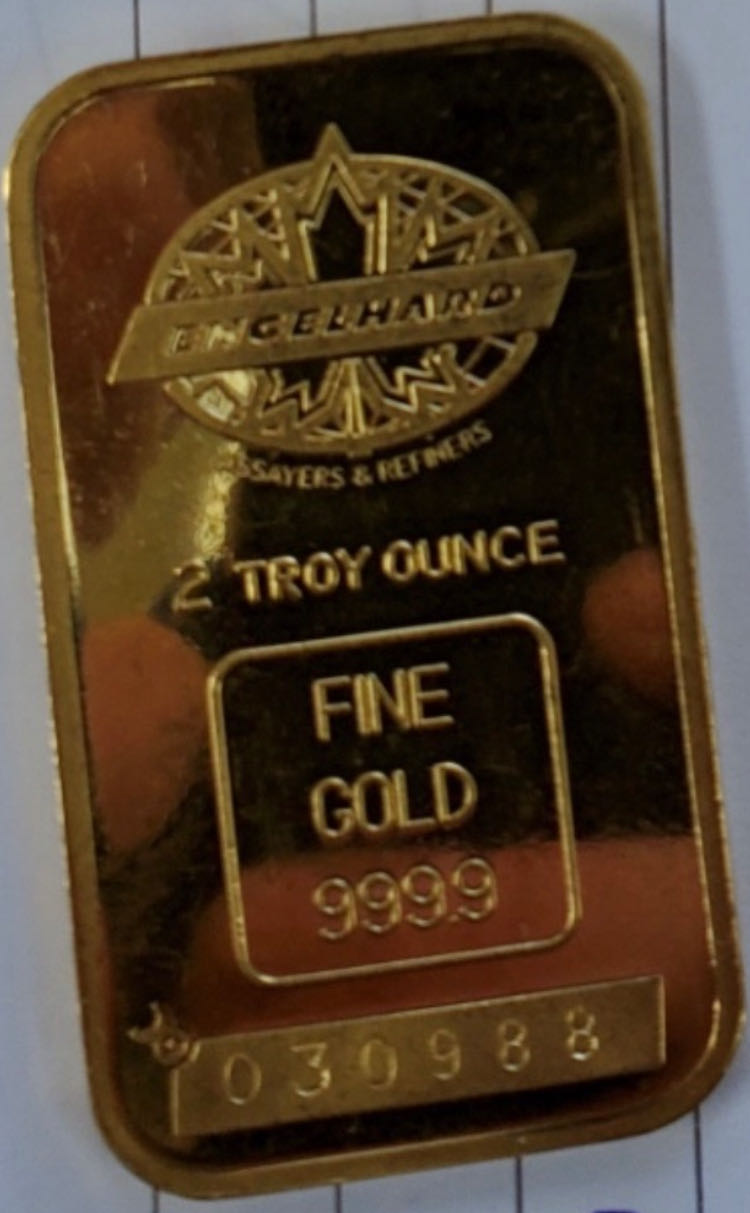 ENGELHARD
ASSAYERS & REFINERS
2 TROY OUNCE
FINE
GOLD
999.9
030988